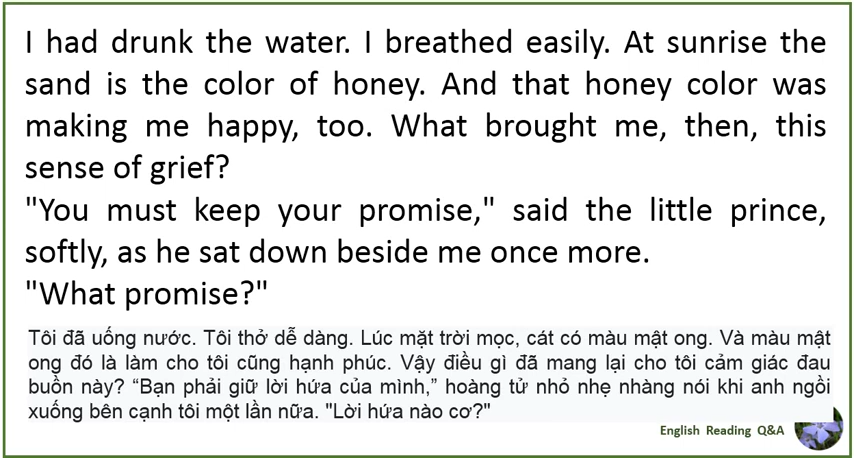 I had drunk the water. I breathed easily. At sunrise the
sand is the color of honey. And that honey color was
making me happy, too. What brought me, then, this
sense of grief?
"You must keep your promise," said the little prince,
softly, as he sat down beside me once more.
"What promise?"
Tôi đã uống nước. Tôi thở dễ dàng. Lúc mặt trời mọc, cát có màu mật ong. Và màu mật
ong đó là làm cho tôi cũng hạnh phúc. Vậy điều gì đã mang lại cho tôi cảm giác đau
buồn này? “Bạn phải giữ lời hứa của mình,” hoàng tử nhỏ nhẹ nhàng nói khi anh ngồi
xuống bên cạnh tôi một lần nữa. "Lời hứa nào cơ?"
English Reading Q&A